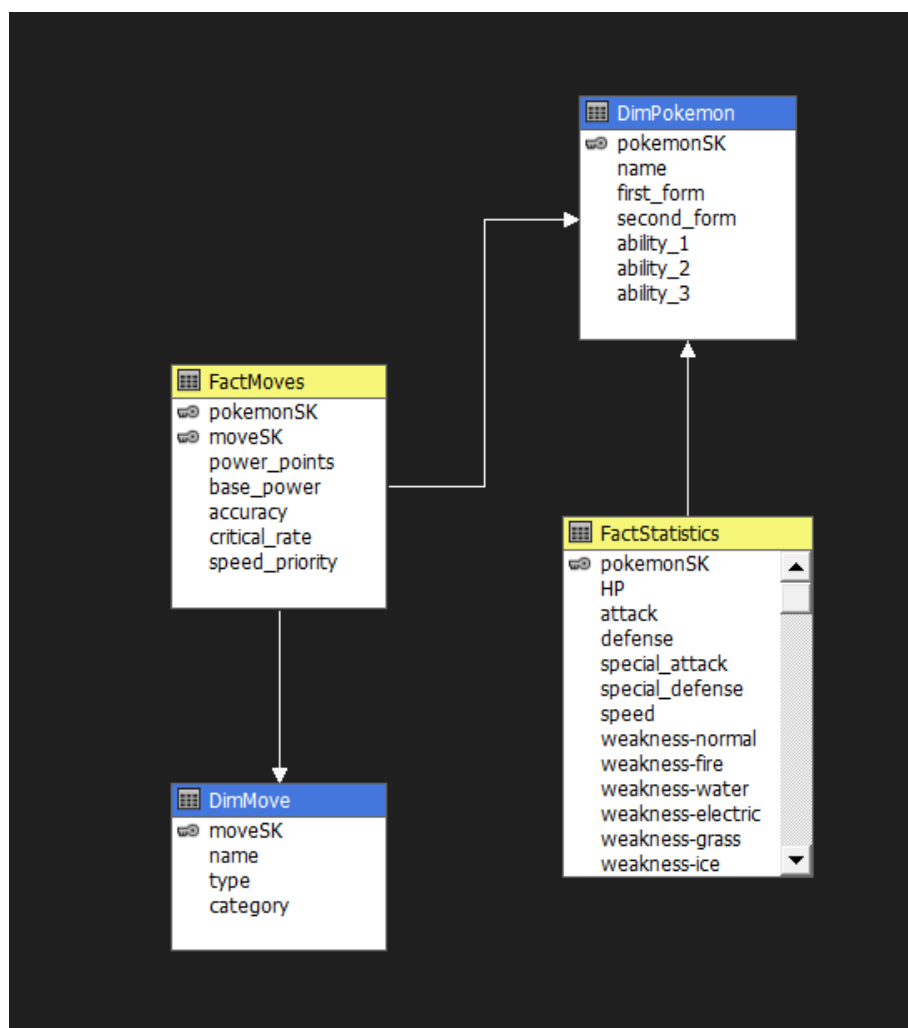 DimPokemon
pokemonSK
name
first_form
second_form
ability_1
ability_2
ability_3
FactMoves
pokemonSK
moveSK
power_points
base_power
accuracy
critical_rate
speed_priority
FactStatistics
pokemonSK
HP
attack
defense
special_attack
special_defense
speed
weakness-normal
weakness-fire
weakness-water
weakness-electric
weakness-grass
weakness-ice
DimMove
moveSK
name
type
category